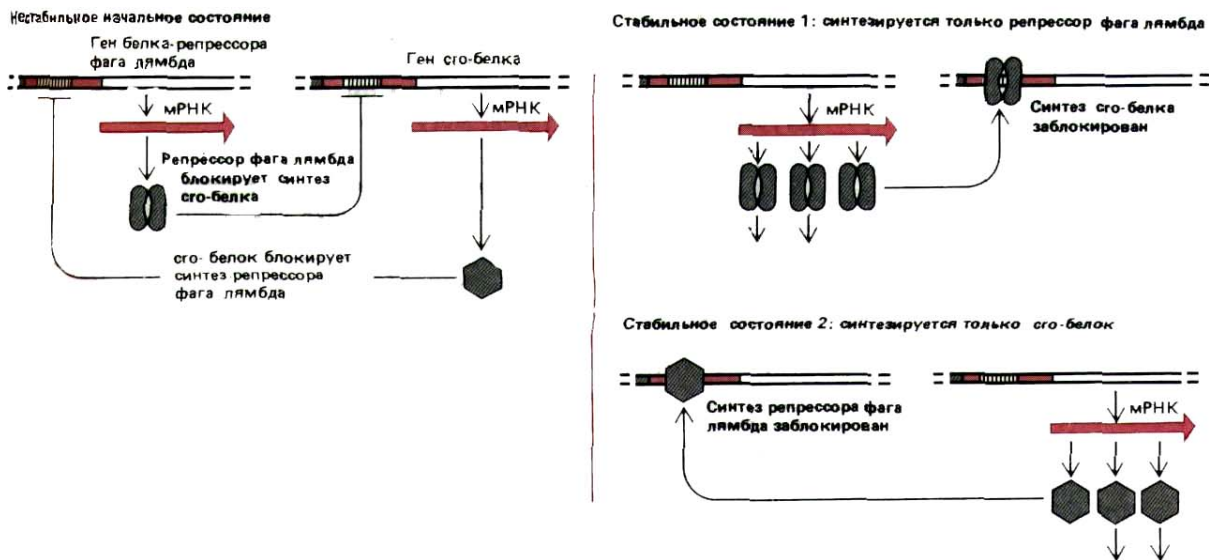 Нестабильное начальное состояние
Ген белка-репрессора
фага лямбда
Ген cro-белка
мРНК
мРНК
Репрессор фага лямбда
блокирует синтез
cro-белка
cro- белок блокирует
синтез репрессора
фага лямбда
Стабильное состояние 1: синтезируется только репрессор фага лямбда
мРНК
Синтез cro-белка
заблокирован
Стабильное состояние 2: синтезируется только cro-белок
Синтез репрессора фага
лямбда заблокирован
мРНК